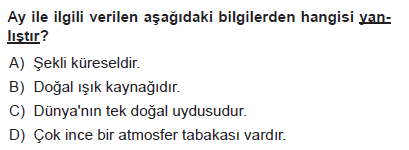 Ay ile ilgili verilen aşağıdaki bilgilerden hangisi yan-
lıştır?
A) Şekli küreseldir.
B) Doğal ışık kaynağıdır.
C) Dünya'nın tek doğal uydusudur.
D) Çok ince bir atmosfer tabakası vardır.